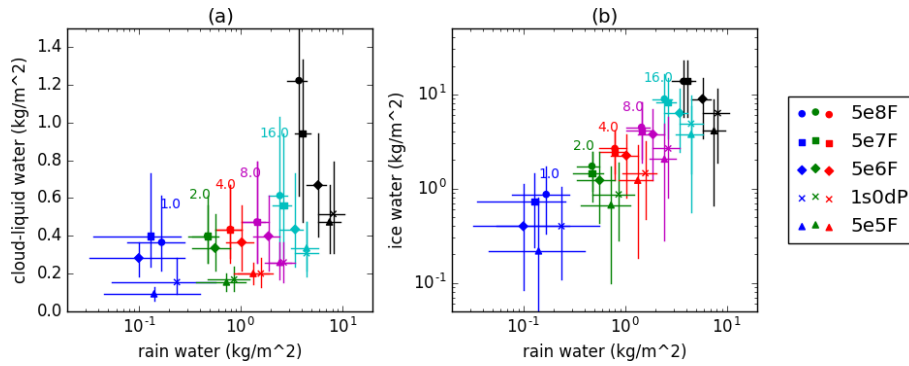 (a)
(b)
cloud-liquid water (kg/m^2)
1.4
1.2
1.0
0.8
0.6
0.4
0.2
0.0
1.0
2.0
4.0
8.0
16.0
10^-1
10^0
10^1
rain water (kg/m^2)
ice water (kg/m^2)
10^1
10^0
10^-1
1.0
2.0
4.0
8.0
16.0
10^-1
10^0
10^1
rain water (kg/m^2)
5e8F
5e7F
5e6F
1s0dP
5e5F